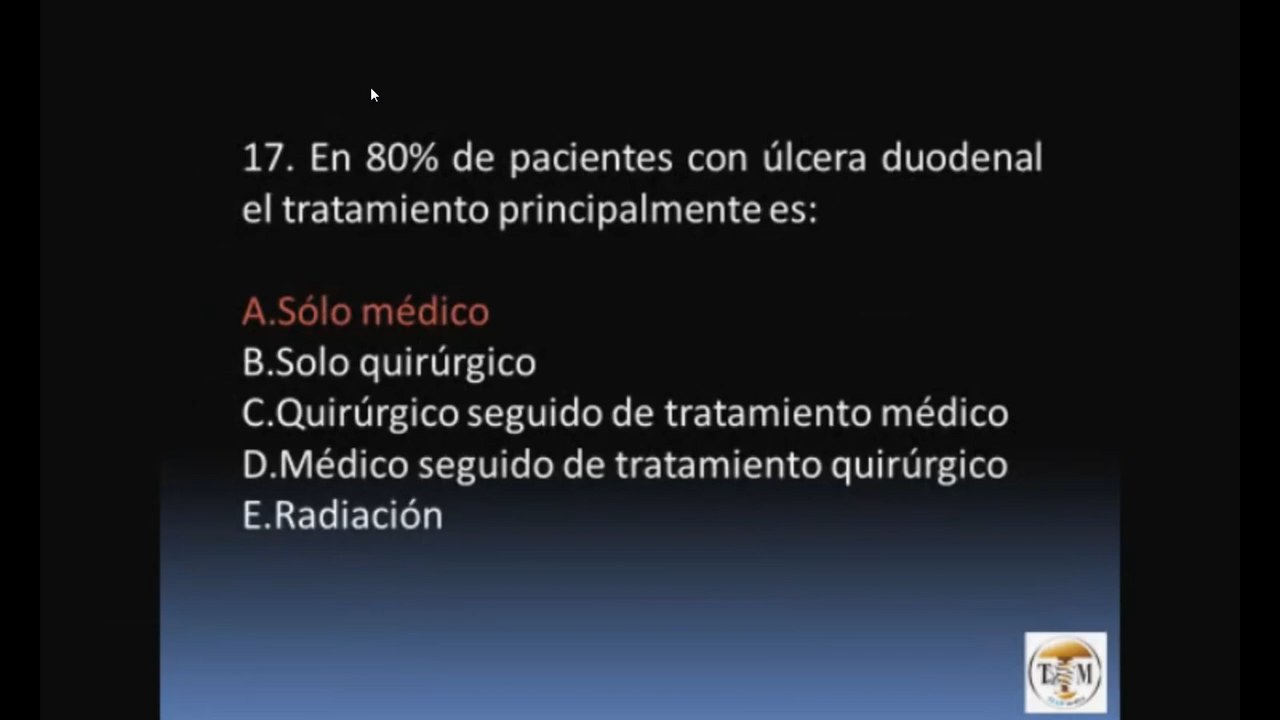 17. En 80% de pacientes con úlcera duodenal
el tratamiento principalmente es:
A.Sólo médico
B.Solo quirúrgico
C.Quirúrgico seguido de tratamiento médico
D.Médico seguido de tratamiento quirúrgico
E.Radiación